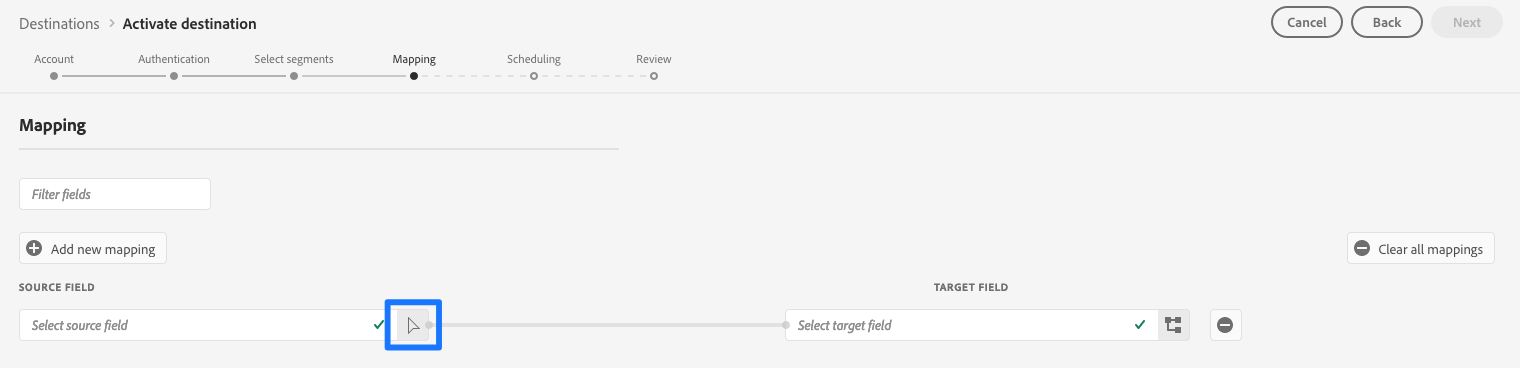 Destinations > Activate destination
Cancel
Back
Next
Account
Authentication
Select segments
Mapping
Scheduling
Review
Mapping
Filter fields
Add new mapping
Clear all mappings
SOURCE FIELD
TARGET FIELD
Select source field
Select target field